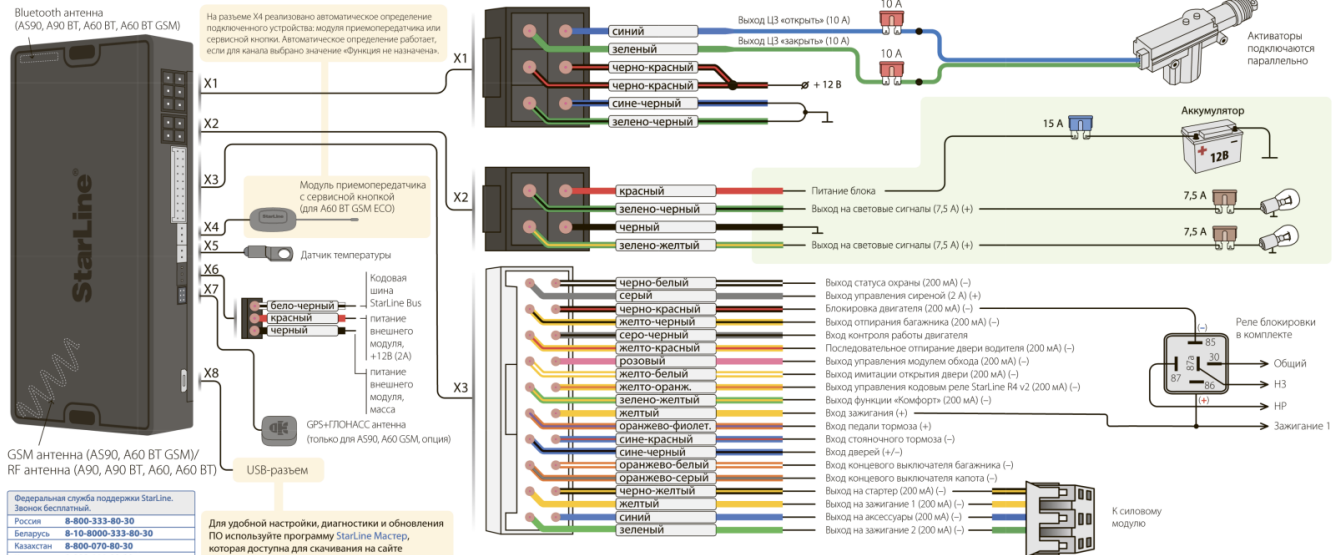 Bluetooth антенна
(AS90, A90 BT, A60 BT, A60 BT GSM)
На разъеме X4 реализовано автоматическое определение
подключенного устройства: модуля приемопередатчика или
сервисной кнопки. Автоматическое определение работает,
если для канала выбрано значение «Функция не назначена».
StarLine
X1
X2
X3
X4
X5
X6
X7
X8
Модуль приемопередатчика
с сервисной кнопкой
(для A60 BT GSM ECO)
StarLine
Датчик температуры
бело-черный
красный
черный
Кодовая
шина
StarLine Bus
питание
внешнего
модуля,
+12В (2А)
питание
внешнего
модуля,
масса
GPS+ГЛОНАСС антенна
(только для AS90, A60 GSM, опция)
GSM антенна (AS90, A60 BT GSM)/
RF антенна (A90, A90 BT, A60, A60 BT)
USB-разъем
Федеральная служба поддержки StarLine.
Звонок бесплатный.
Россия 8-800-333-80-30
Беларусь 8-10-8000-333-80-30
Казахстан 8-800-070-80-30
Для удобной настройки, диагностики и обновления
ПО используйте программу StarLine Мастер,
которая доступна для скачивания на сайте
X1
синий
зеленый
черно-красный
черно-красный
сине-черный
зелено-черный
Выход ЦЗ «открыть» (10 А)
Выход ЦЗ «закрыть» (10 А)
10 А
10 А
+ 12 В
Активаторы
подключаются
параллельно
X2
красный
зелено-черный
черный
зелено-желтый
Питание блока
Выход на световые сигналы (7,5 А) (+)
Выход на световые сигналы (7,5 А) (+)
15 А
Аккумулятор
+ 12В
7,5 А
7,5 А
X3
черно-белый Выход статуса охраны (200 мА) (–)
серый Выход управления сиреной (2 А) (+)
черно-красный Блокировка двигателя (200 мА) (–)
желто-черный Выход отпирания багажника (200 мА) (–)
серо-черный Вход контроля работы двигателя
желто-красный Последовательное отпирание двери водителя (200 мА) (–)
розовый Выход управления модулем обхода (200 мА) (–)
желто-белый Выход имитации открытия двери (200 мА) (–)
желто-оранж. Выход управления кодовым реле StarLine R4 v2 (200 мА) (–)
зелено-желтый Выход функции «Комфорт» (200 мА) (–)
желтый Вход зажигания (+)
оранжево-фиолет. Вход педали тормоза (+)
сине-красный Вход стояночного тормоза (–)
сине-черный Вход дверей (+/–)
оранжево-белый Вход концевого выключателя багажника (–)
оранжево-серый Вход концевого выключателя капота (–)
черно-желтый Выход на стартер (200 мА) (–)
желтый Выход на зажигание 1 (200 мА) (–)
синий Выход на аксессуары (200 мА) (–)
зеленый Выход на зажигание 2 (200 мА) (–)
Реле блокировки
в комплекте
(–)
85
87a
30
87
86
(+)
Общий
НЗ
НР
Зажигание 1
К силовому
модулю